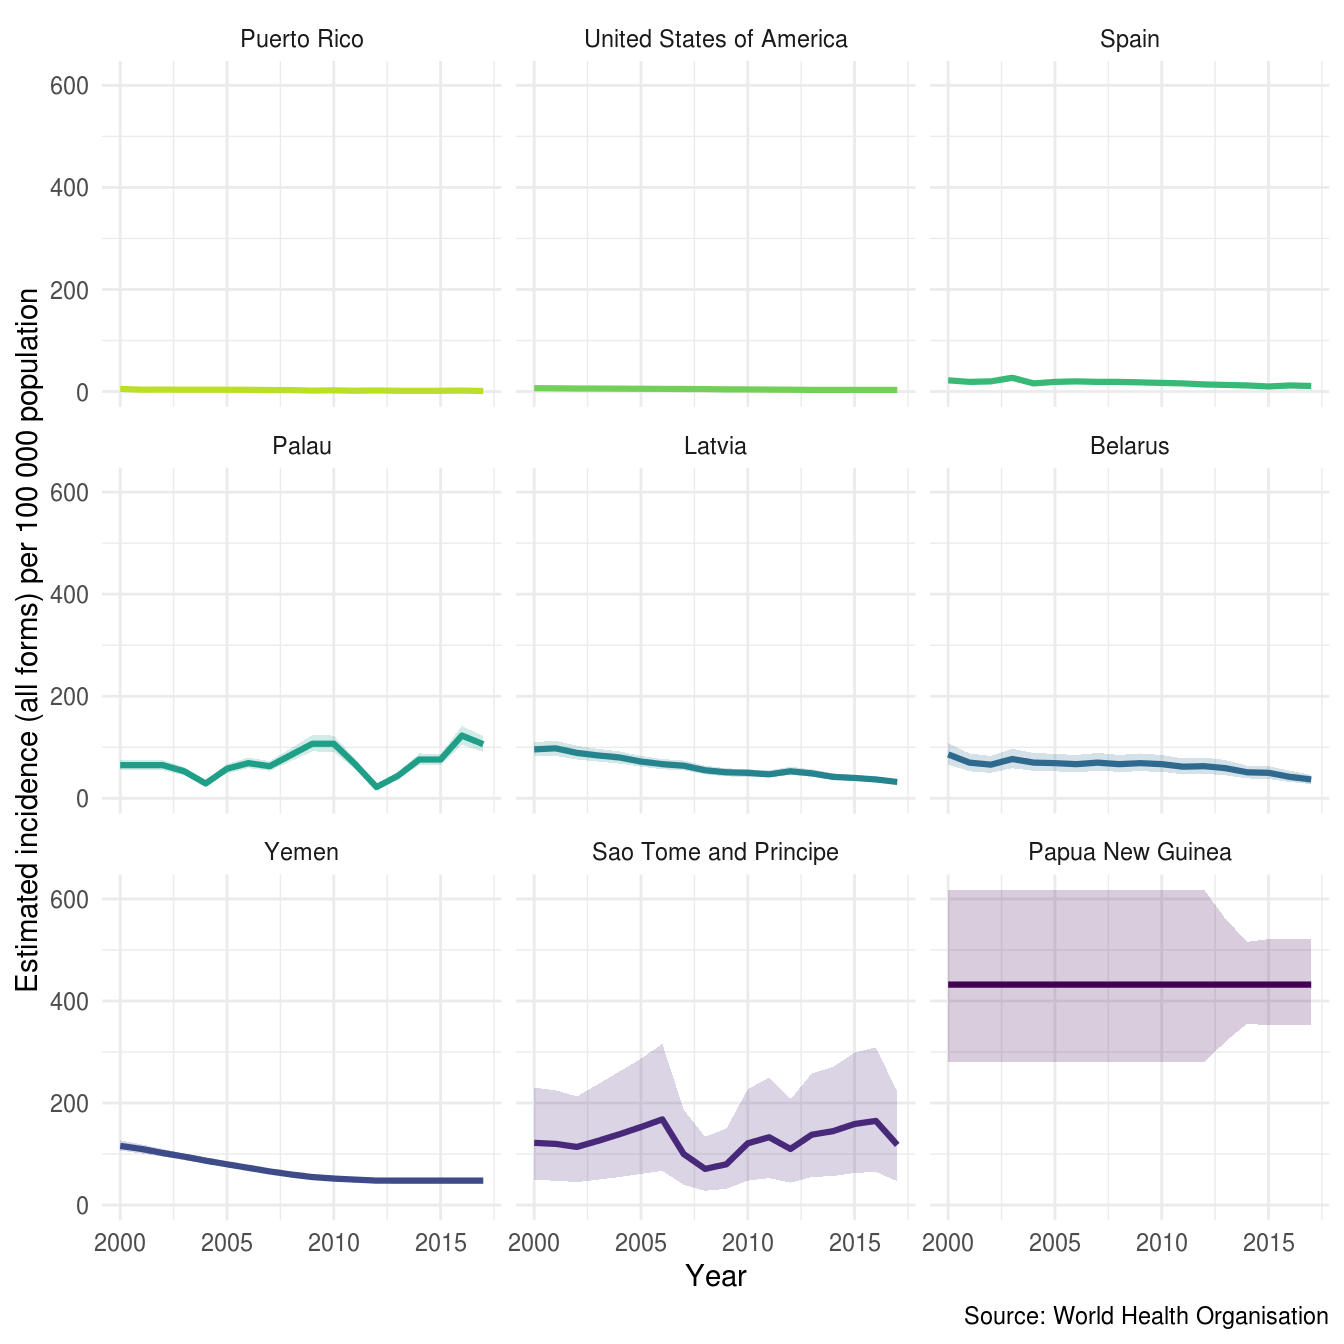 Puerto Rico
United States of America
Spain
600
400
200
0
Palau
Latvia
Belarus
600
400
200
0
Yemen
Sao Tome and Principe
Papua New Guinea
600
400
200
0
2000 2005 2010 2015
2000 2005 2010 2015
2000 2005 2010 2015
Estimated incidence (all forms) per 100 000 population
Year
Source: World Health Organisation